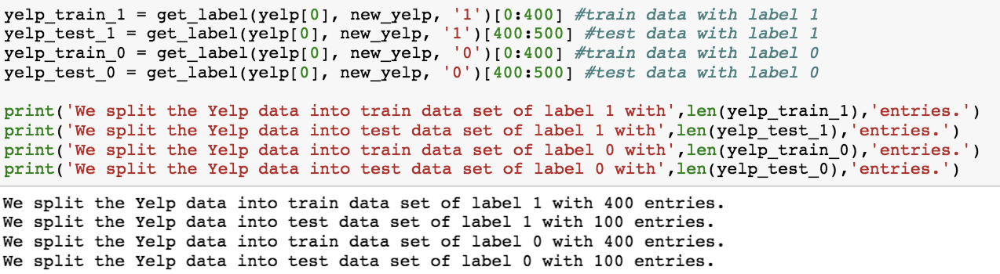 yelp_train_1 = get_label(yelp[0], new_yelp, '1')[0:400] #train data with label 1
yelp_test_1 = get_label(yelp[0], new_yelp, '1')[400:500] #test data with label 1
yelp_train_0 = get_label(yelp[0], new_yelp, '0')[0:400] #train data with label 0
yelp_test_0 = get_label(yelp[0], new_yelp, '0')[400:500] #test data with label 0
print('We split the Yelp data into train data set of label 1 with',len(yelp_train_1),'entries.')
print('We split the Yelp data into test data set of label 1 with',len(yelp_test_1),'entries.')
print('We split the Yelp data into train data set of label 0 with',len(yelp_train_0),'entries.')
print('We split the Yelp data into test data set of label 0 with',len(yelp_test_0),'entries.')
We split the Yelp data into train data set of label 1 with 400 entries.
We split the Yelp data into test data set of label 1 with 100 entries.
We split the Yelp data into train data set of label 0 with 400 entries.
We split the Yelp data into test data set of label 0 with 100 entries.